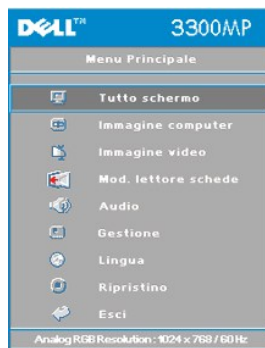 DELL™ 3300MP
Menu Principale
Tutto schermo
Immagine computer
Immagine video
Mod. lettore schede
Audio
Gestione
Lingua
Ripristino
Esci
Analog RGB Resolution : 1024 x 768 / 60 Hz